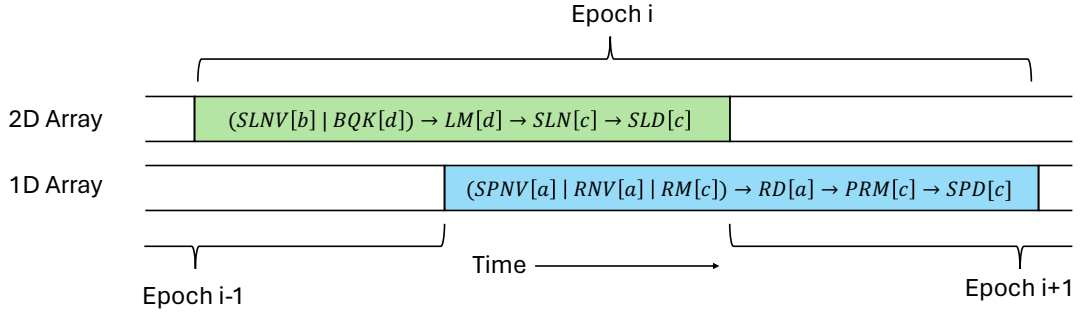 Epoch i
2D Array
(SLNV[b] | BQK[d]) → LM[d] → SLN[c] → SLD[c]
1D Array
(SPNV[a] | RNV[a] | RM[c]) → RD[a] → PRM[c] → SPD[c]
Time
Epoch i-1
Epoch i+1